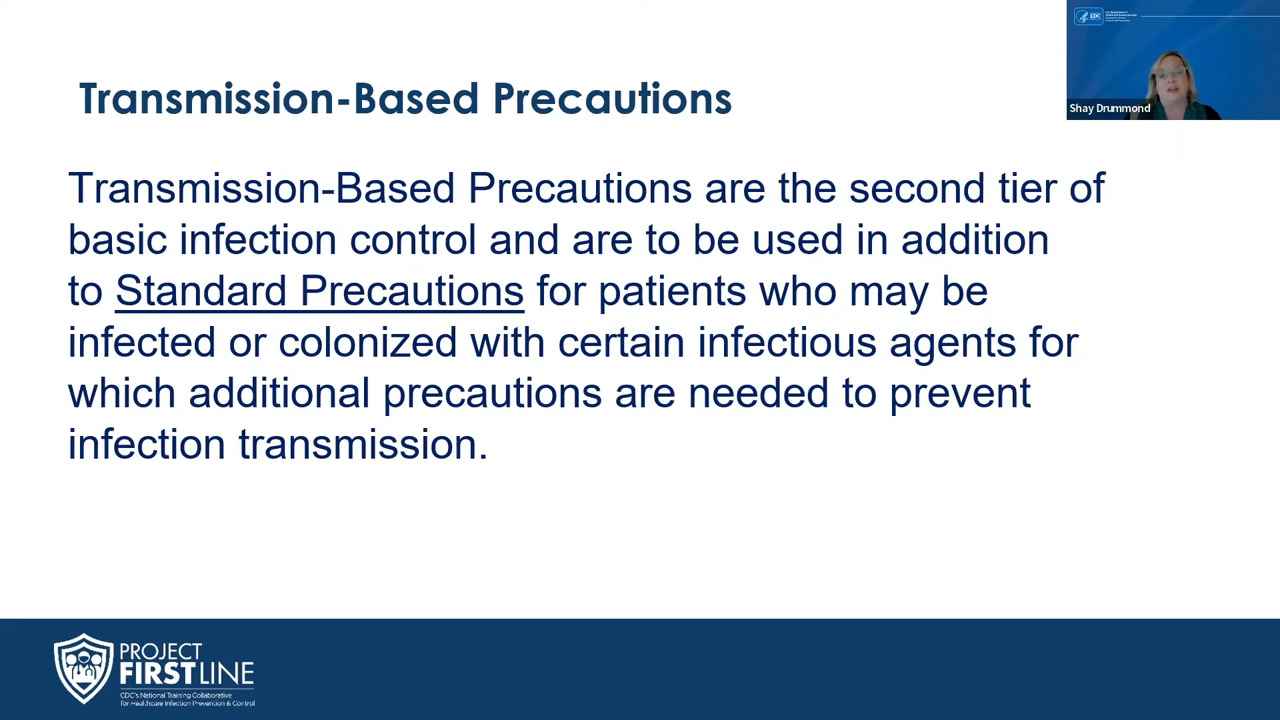 Transmission-Based Precautions
CDC
Shay Drummond
Transmission-Based Precautions are the second tier of
basic infection control and are to be used in addition
to Standard Precautions for patients who may be
infected or colonized with certain infectious agents for
which additional precautions are needed to prevent
infection transmission.
PROJECT
FIRSTLINE
CDC's National Training Collaborative
for Healthcare Infection Prevention & Control